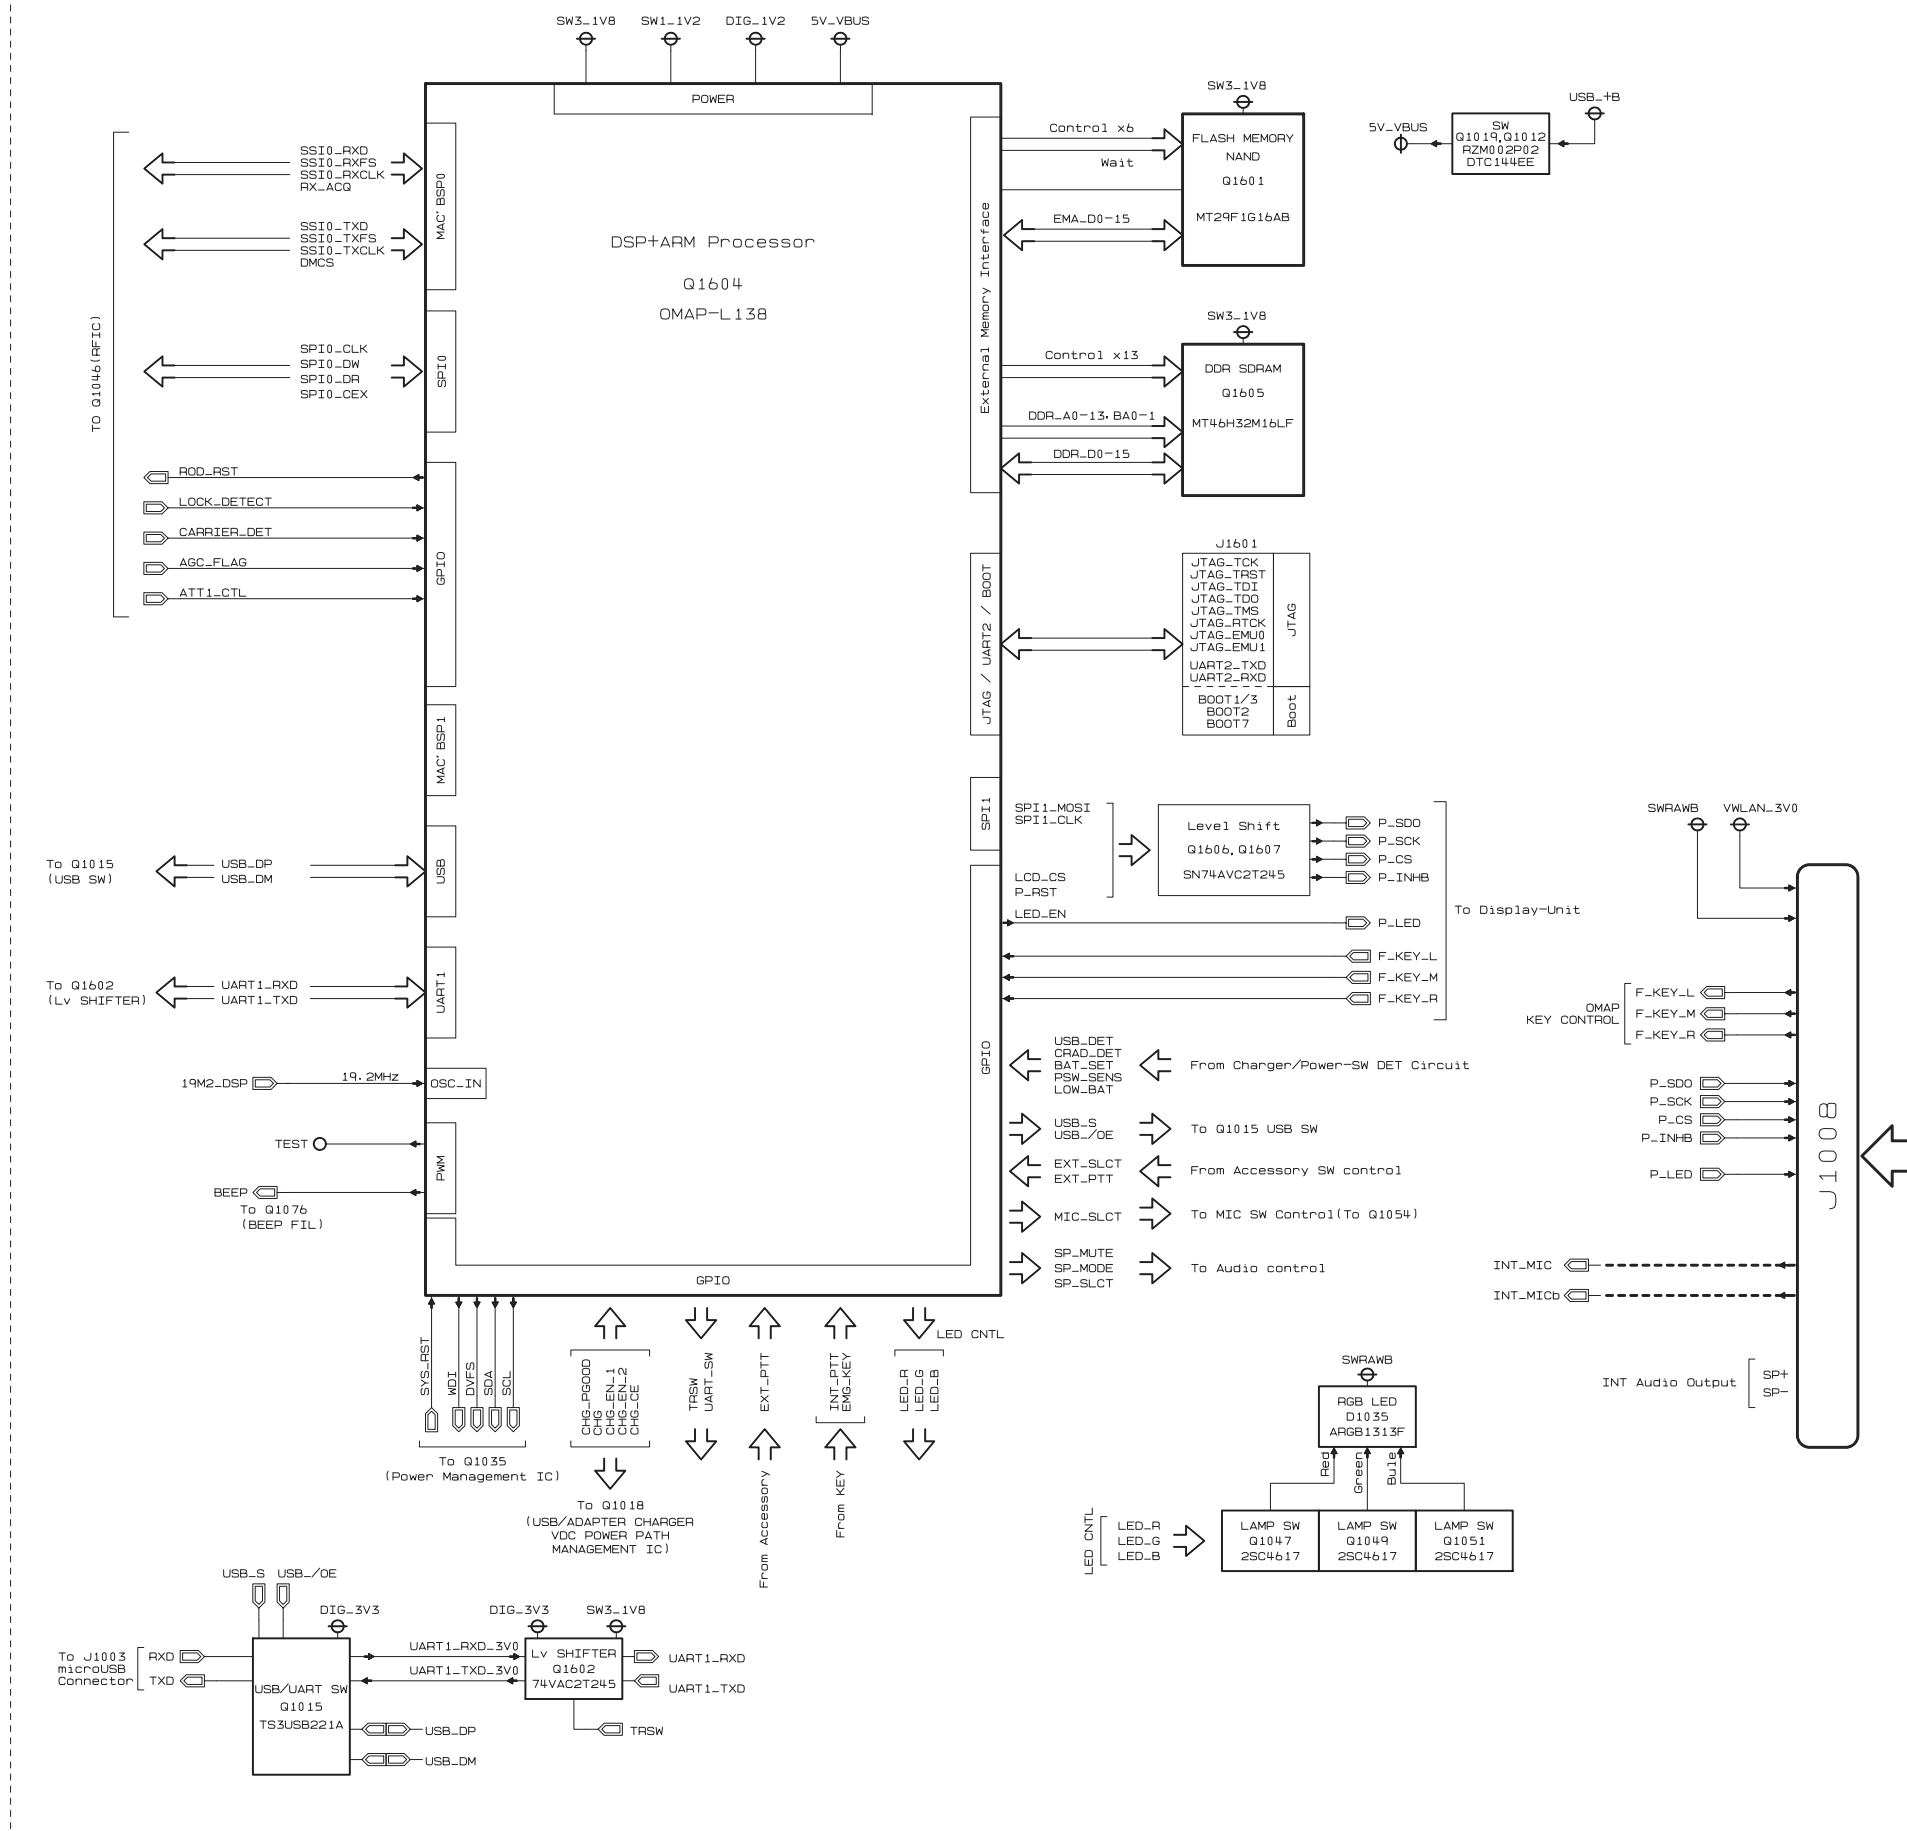 SW3_1V8 SW1_1V2 DIG_1V2 5V_VBUS
POWER
DSP+ARM Processor
Q1604
OMAP-L138
TO Q1046(RFIC)
SSI0_RXD
SSI0_RXFS
SSI0_RXCLK
RX_ACQ
SSI0_TXD
SSI0_TXFS
SSI0_TXCLK
DMCS
MAC' BSP0
SPI0_CLK
SPI0_DW
SPI0_DR
SPI0_CEX
SPI0
ROD_RST
LOCK_DETECT
CARRIER_DET
AGC_FLAG
ATT1_CTL
GPIO
MAC' BSP1
To Q1015
(USB SW)
USB_DP
USB_DM
USB
To Q1602
(Lv SHIFTER)
UART1_RXD
UART1_TXD
UART1
19M2_DSP 19.2MHz OSC_IN
TEST
BEEP
To Q1076
(BEEP FIL)
PWM
GPIO
External Memory Interface
Control x6
Wait
EMA_D0-15
SW3_1V8
FLASH MEMORY
NAND
Q1601
MT29F1G16AB
5V_VBUS
SW
Q1019,Q1012
RZM002P02
DTC144EE
USB_+B
SW3_1V8
Control x13
DDR_A0-13,BA0-1
DDR_D0-15
DDR SDRAM
Q1605
MT46H32M16LF
JTAG / UART2 / BOOT
J1601
JTAG_TCK
JTAG_TRST
JTAG_TDI
JTAG_TDO
JTAG_TMS
JTAG_RTCK
JTAG_EMU0
JTAG_EMU1
UART2_TXD
UART2_RXD
JTAG
BOOT1/3
BOOT2
BOOT7
Boot
SPI1
SPI1_MOSI
SPI1_CLK
LCD_CS
P_RST
Level Shift
Q1606,Q1607
SN74AVC2T245
P_SDO
P_SCK
P_CS
P_INHB
LED_EN
P_LED
F_KEY_L
F_KEY_M
F_KEY_R
To Display-Unit
GPIO
USB_DET
CRAD_DET
BAT_SET
PSW_SENS
LOW_BAT
From Charger/Power-SW DET Circuit
USB_S
USB_/OE
To Q1015 USB SW
EXT_SLCT
EXT_PTT
From Accessory SW control
MIC_SLCT
To MIC SW Control(To Q1054)
SP_MUTE
SP_MODE
SP_SLCT
To Audio control
SWRAWB VWLAN_3V0
OMAP
KEY CONTROL
F_KEY_L
F_KEY_M
F_KEY_R
P_SDO
P_SCK
P_CS
P_INHB
P_LED
J1008
INT_MIC
INT_MICb
INT Audio Output
SP+
SP-
SYS_RST
WDI
DVFS
SDA
SCL
To Q1035
(Power Management IC)
CHG_PGOOD
CHG
CHG_EN_1
CHG_EN_2
CHG_CE
To Q1018
(USB/ADAPTER CHARGER
VDC POWER PATH
MANAGEMENT IC)
TRSW
UART_SW
EXT_PTT
From Accessory
INT_PTT
EMG_KEY
From KEY
LED CNTL
LED_R
LED_G
LED_B
SWRAWB
RGB LED
D1035
ARGB1313F
Red
Green
Bule
LED CNTL
LED_R
LED_G
LED_B
LAMP SW
Q1047
2SC4617
LAMP SW
Q1049
2SC4617
LAMP SW
Q1051
2SC4617
USB_S USB_/OE
DIG_3V3
To J1003
microUSB
Connector
RXD
TXD
USB/UART SW
Q1015
TS3USB221A
UART1_RXD_3V0
UART1_TXD_3V0
USB_DP
USB_DM
DIG_3V3 SW3_1V8
Lv SHIFTER
Q1602
74VAC2T245
UART1_RXD
UART1_TXD
TRSW